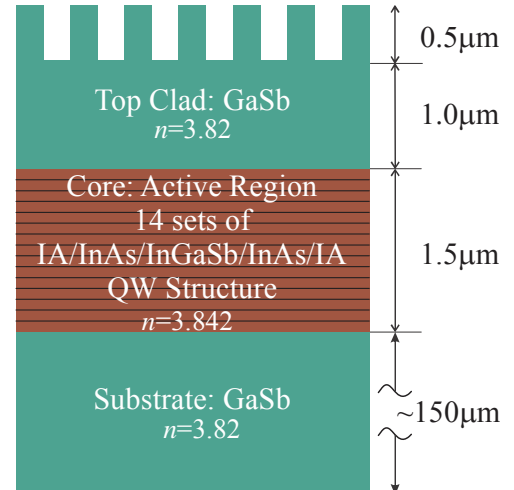 0.5μm
Top Clad: GaSb
n=3.82
1.0μm
Core: Active Region
14 sets of
IA/InAs/InGaSb/InAs/IA
QW Structure
n=3.842
1.5μm
Substrate: GaSb
n=3.82
~150μm